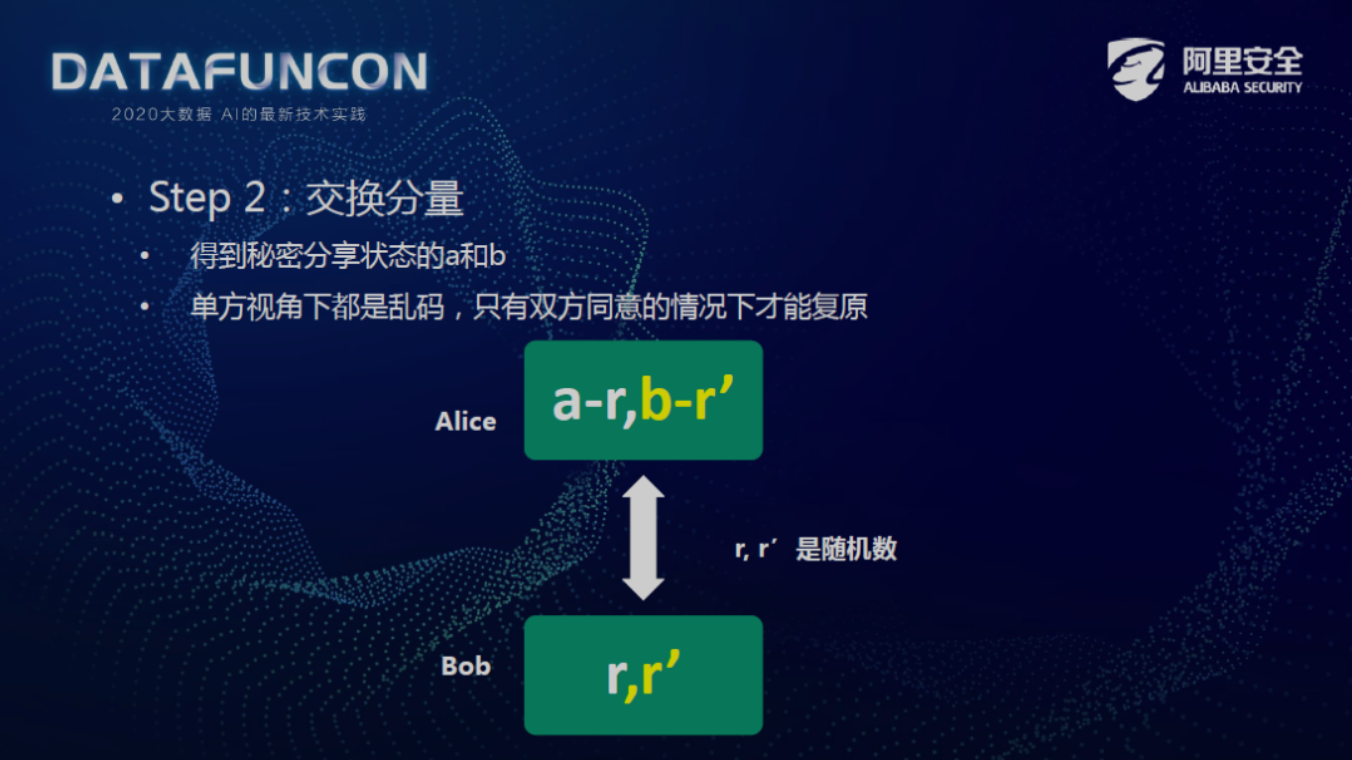 DATAFUNCON
2020大数据 AI的最新技术实践
阿里安全
ALIBABA SECURITY
• Step 2：交换分量
• 得到秘密分享状态的a和b
• 单方视角下都是乱码，只有双方同意的情况下才能复原
Alice
a-r,b-r’
r, r’ 是随机数
Bob
r,r’